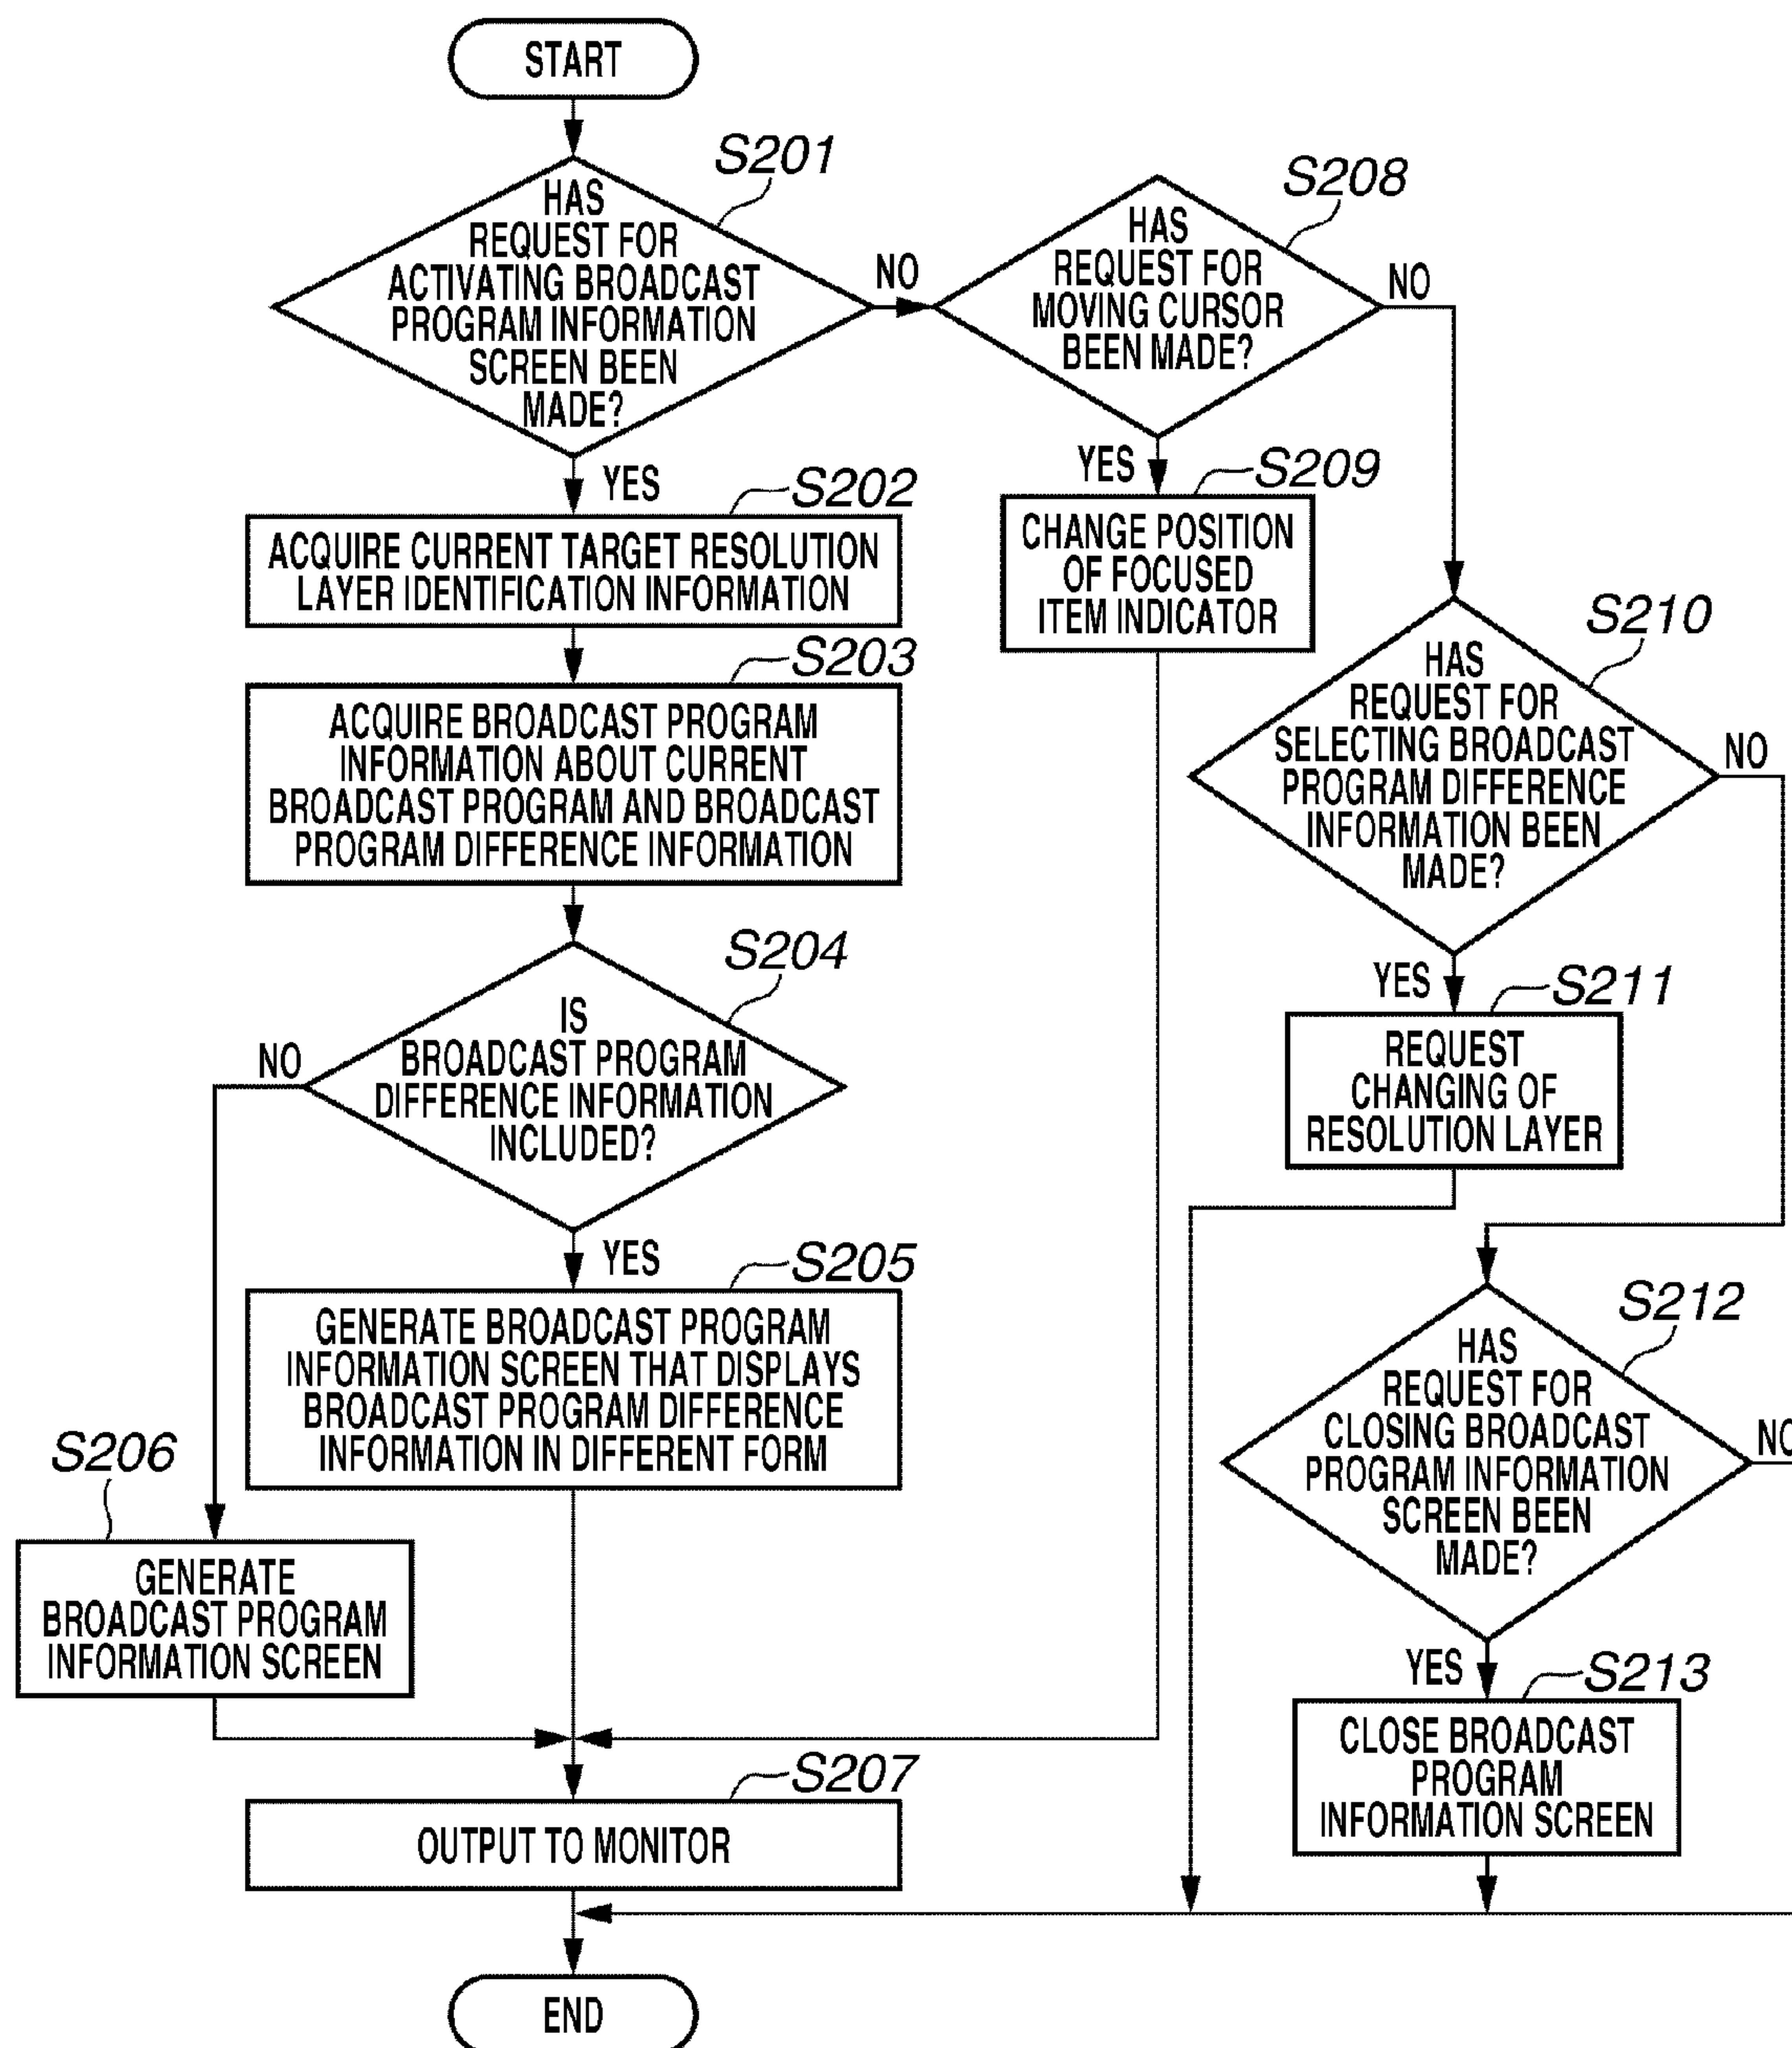 START
S201
HAS
REQUEST FOR
ACTIVATING BROADCAST
PROGRAM INFORMATION
SCREEN BEEN
MADE?
NO
YES
S202
ACQUIRE CURRENT TARGET RESOLUTION
LAYER IDENTIFICATION INFORMATION
S203
ACQUIRE BROADCAST PROGRAM
INFORMATION ABOUT CURRENT
BROADCAST PROGRAM AND BROADCAST
PROGRAM DIFFERENCE INFORMATION
S204
IS
BROADCAST PROGRAM
DIFFERENCE INFORMATION
INCLUDED?
NO
YES
S205
GENERATE BROADCAST PROGRAM
INFORMATION SCREEN THAT DISPLAYS
BROADCAST PROGRAM DIFFERENCE
INFORMATION IN DIFFERENT FORM
S206
GENERATE
BROADCAST PROGRAM
INFORMATION SCREEN
S207
OUTPUT TO MONITOR
END
S208
HAS
REQUEST FOR
MOVING CURSOR
BEEN MADE?
NO
YES
S209
CHANGE POSITION
OF FOCUSED
ITEM INDICATOR
S210
HAS
REQUEST FOR
SELECTING BROADCAST
PROGRAM DIFFERENCE
INFORMATION BEEN
MADE?
NO
YES
S211
REQUEST
CHANGING OF
RESOLUTION LAYER
S212
HAS
REQUEST FOR
CLOSING BROADCAST
PROGRAM INFORMATION
SCREEN BEEN
MADE?
NO
YES
S213
CLOSE BROADCAST
PROGRAM
INFORMATION SCREEN